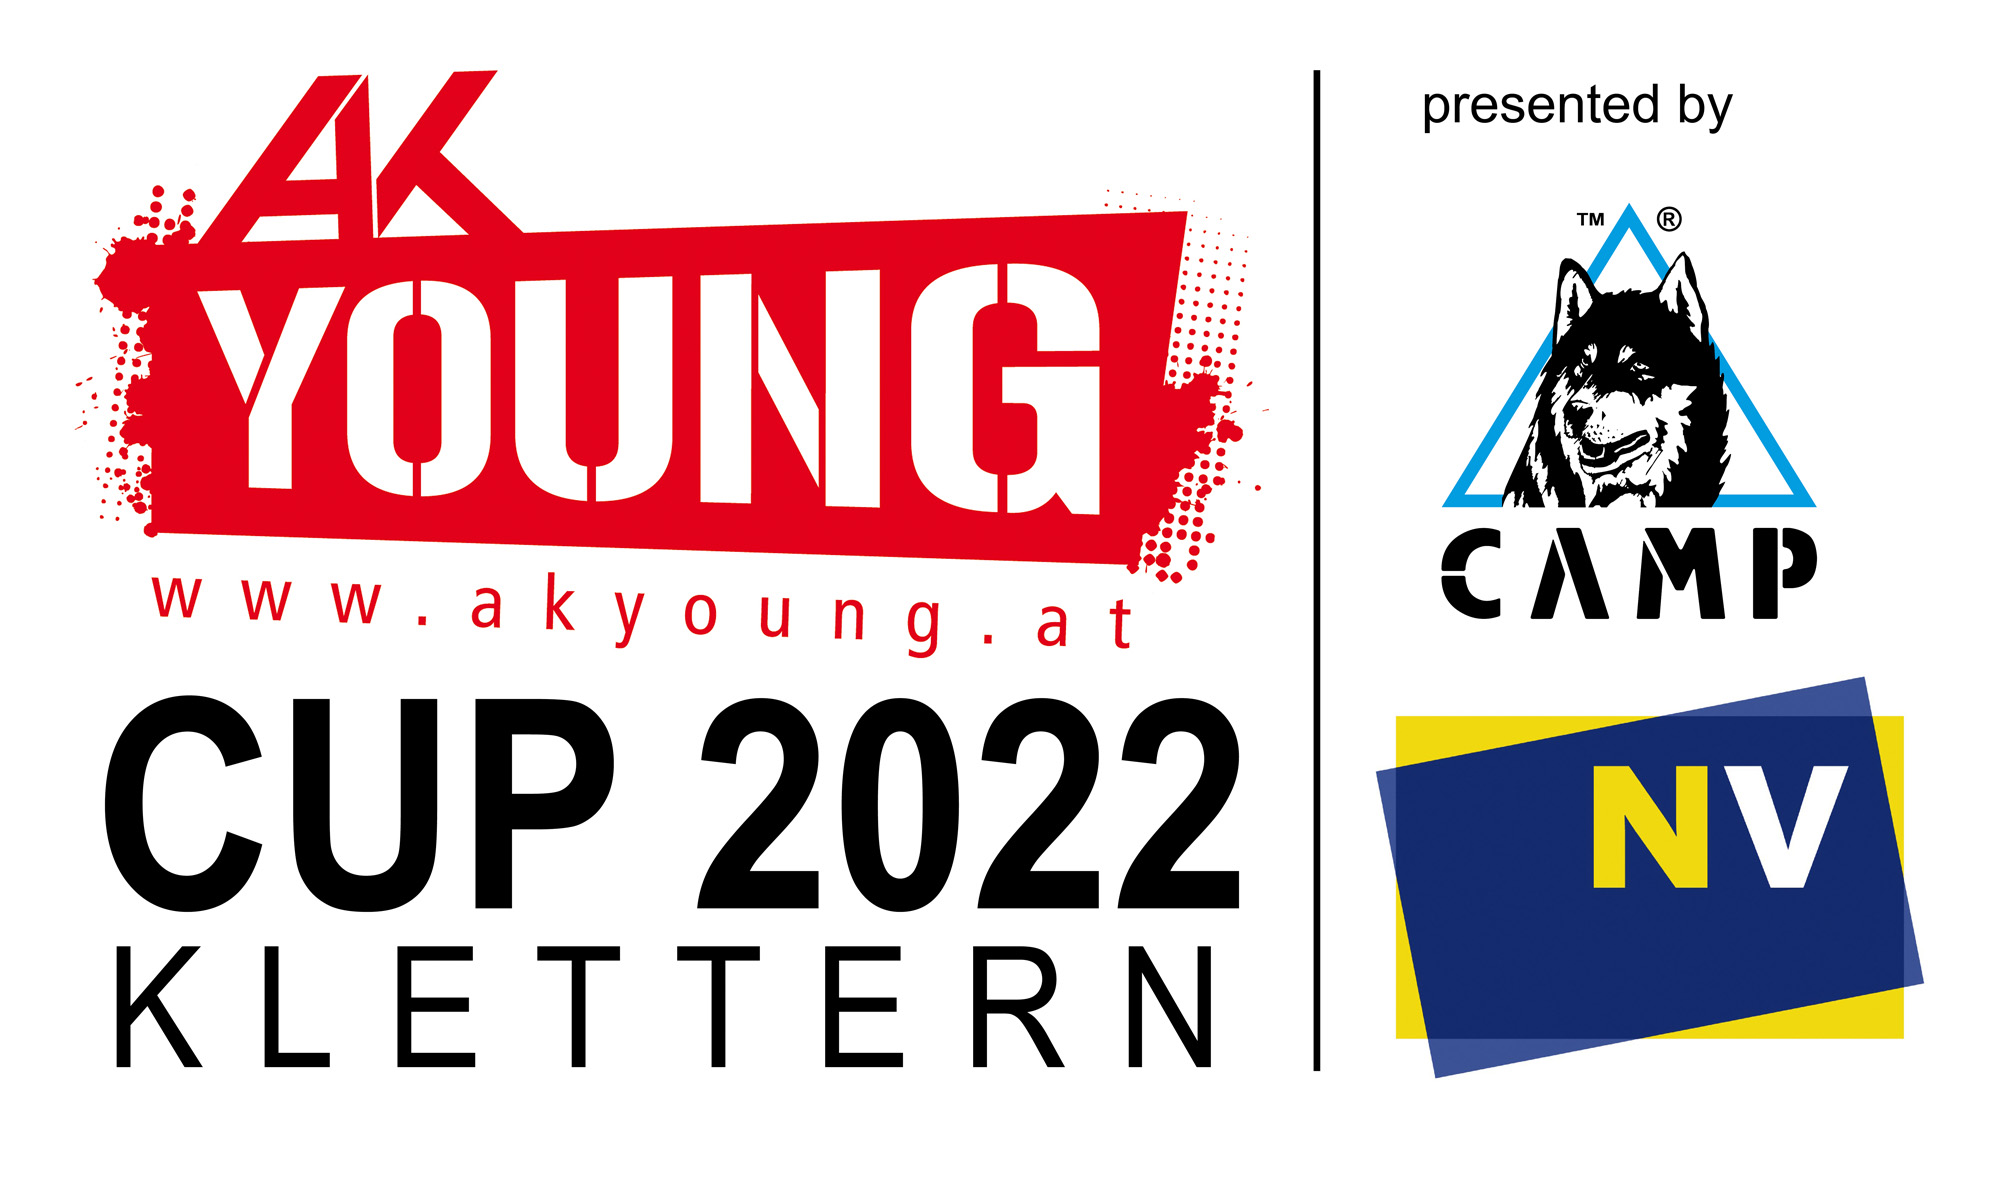 AK
YOUNG
www.akyoung.at
CUP 2022
KLETTERN
presented by
TM ®
CAMP
NV